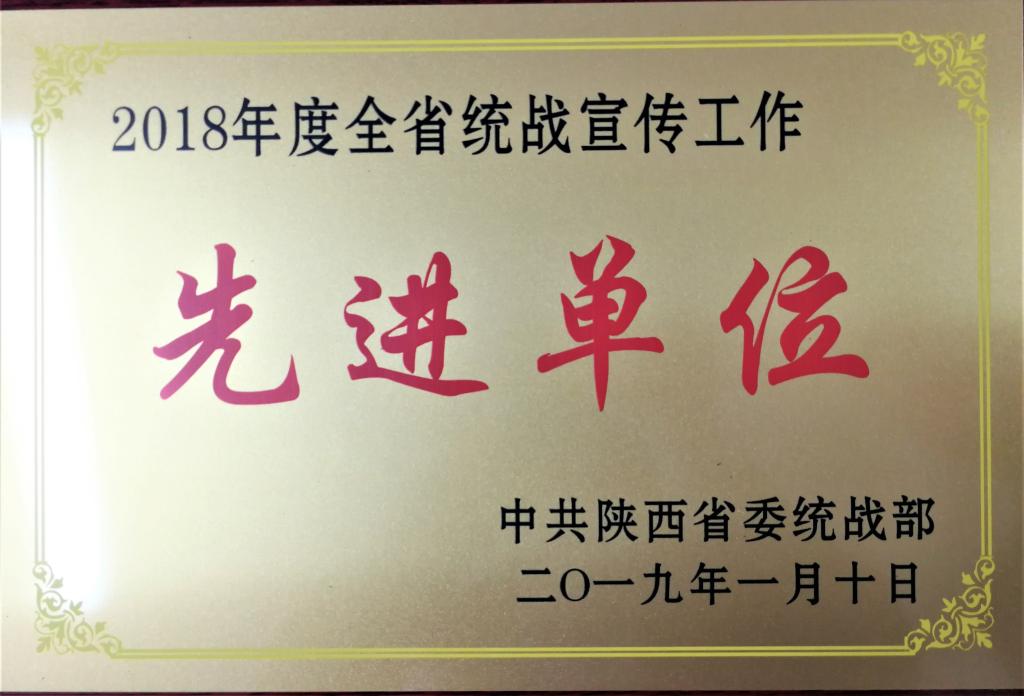 2018年度全省统战宣传工作
先进单位
中共陕西省委统战部
二〇一九年一月十日